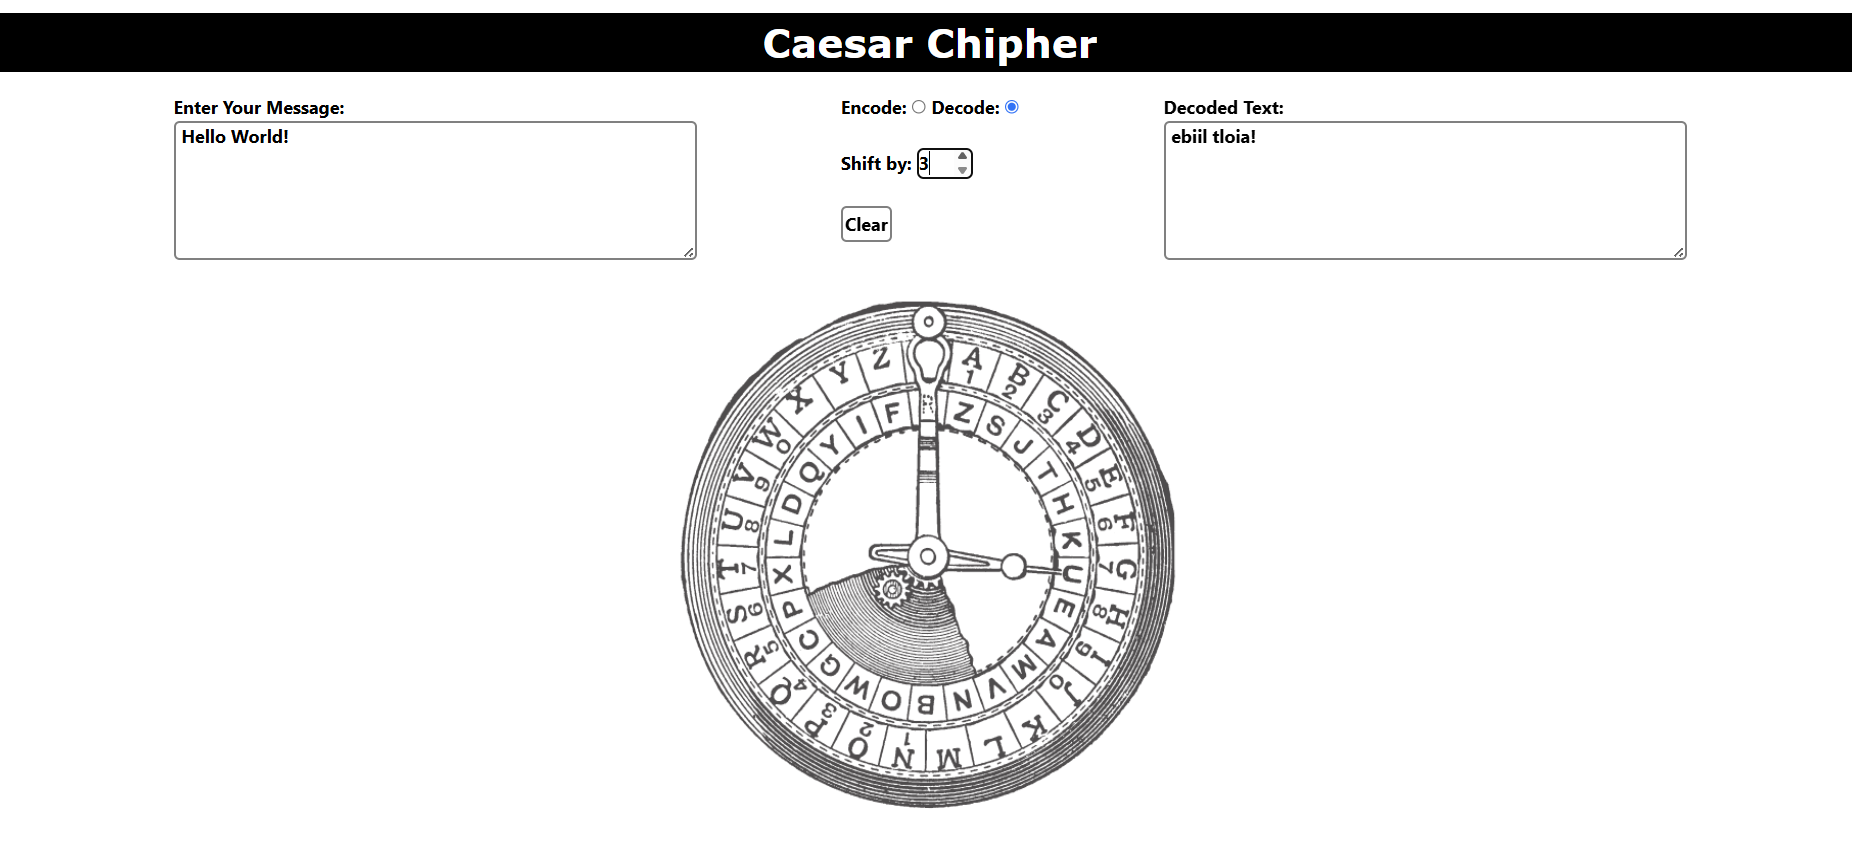 Caesar Chipher
Enter Your Message:
Hello World!
Encode: Decode:
Shift by: 3
Clear
Decoded Text:
ebiil tloia!
A B C D E F G H I J K L M N O P Q R S T U V W X Y Z
1 2 3 4 5 6 7 8 9 0 1 2 3 4 5 6 7 8 9 0
R Z S J T H K U E A M V N B O W G C P X L D Q Y I F